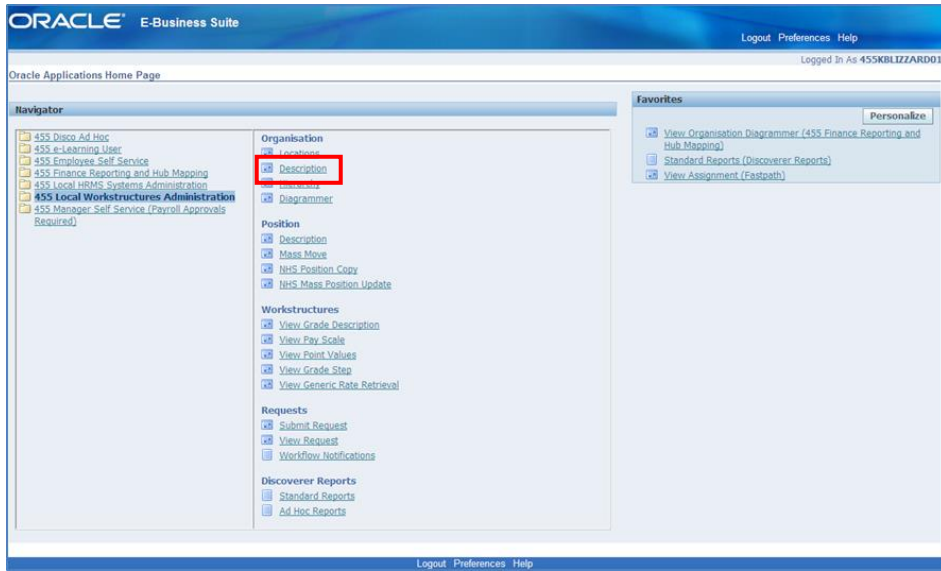 ORACLE® E-Business Suite
Logout Preferences Help
Logged In As 455KBLIZZARD01
Oracle Applications Home Page
Navigator
455 Disco Ad Hoc
455 e-Learning User
455 Employee Self Service
455 Finance Reporting and Hub Mapping
455 Local HRMS Systems Administration
455 Local Workstructures Administration
455 Manager Self Service (Payroll Approvals
Required)
Organisation
Locations
Description
Hierarchy
Diagrammer
Position
Description
Mass Move
NHS Position Copy
NHS Mass Position Update
Workstructures
View Grade Description
View Pay Scale
View Point Values
View Grade Step
View Generic Rate Retrieval
Requests
Submit Request
View Request
Workflow Notifications
Discoverer Reports
Standard Reports
Ad Hoc Reports
Favorites
Personalize
View Organisation Diagrammer (455 Finance Reporting and
Hub Mapping)
Standard Reports (Discoverer Reports)
View Assignment (Fastpath)
Logout Preferences Help